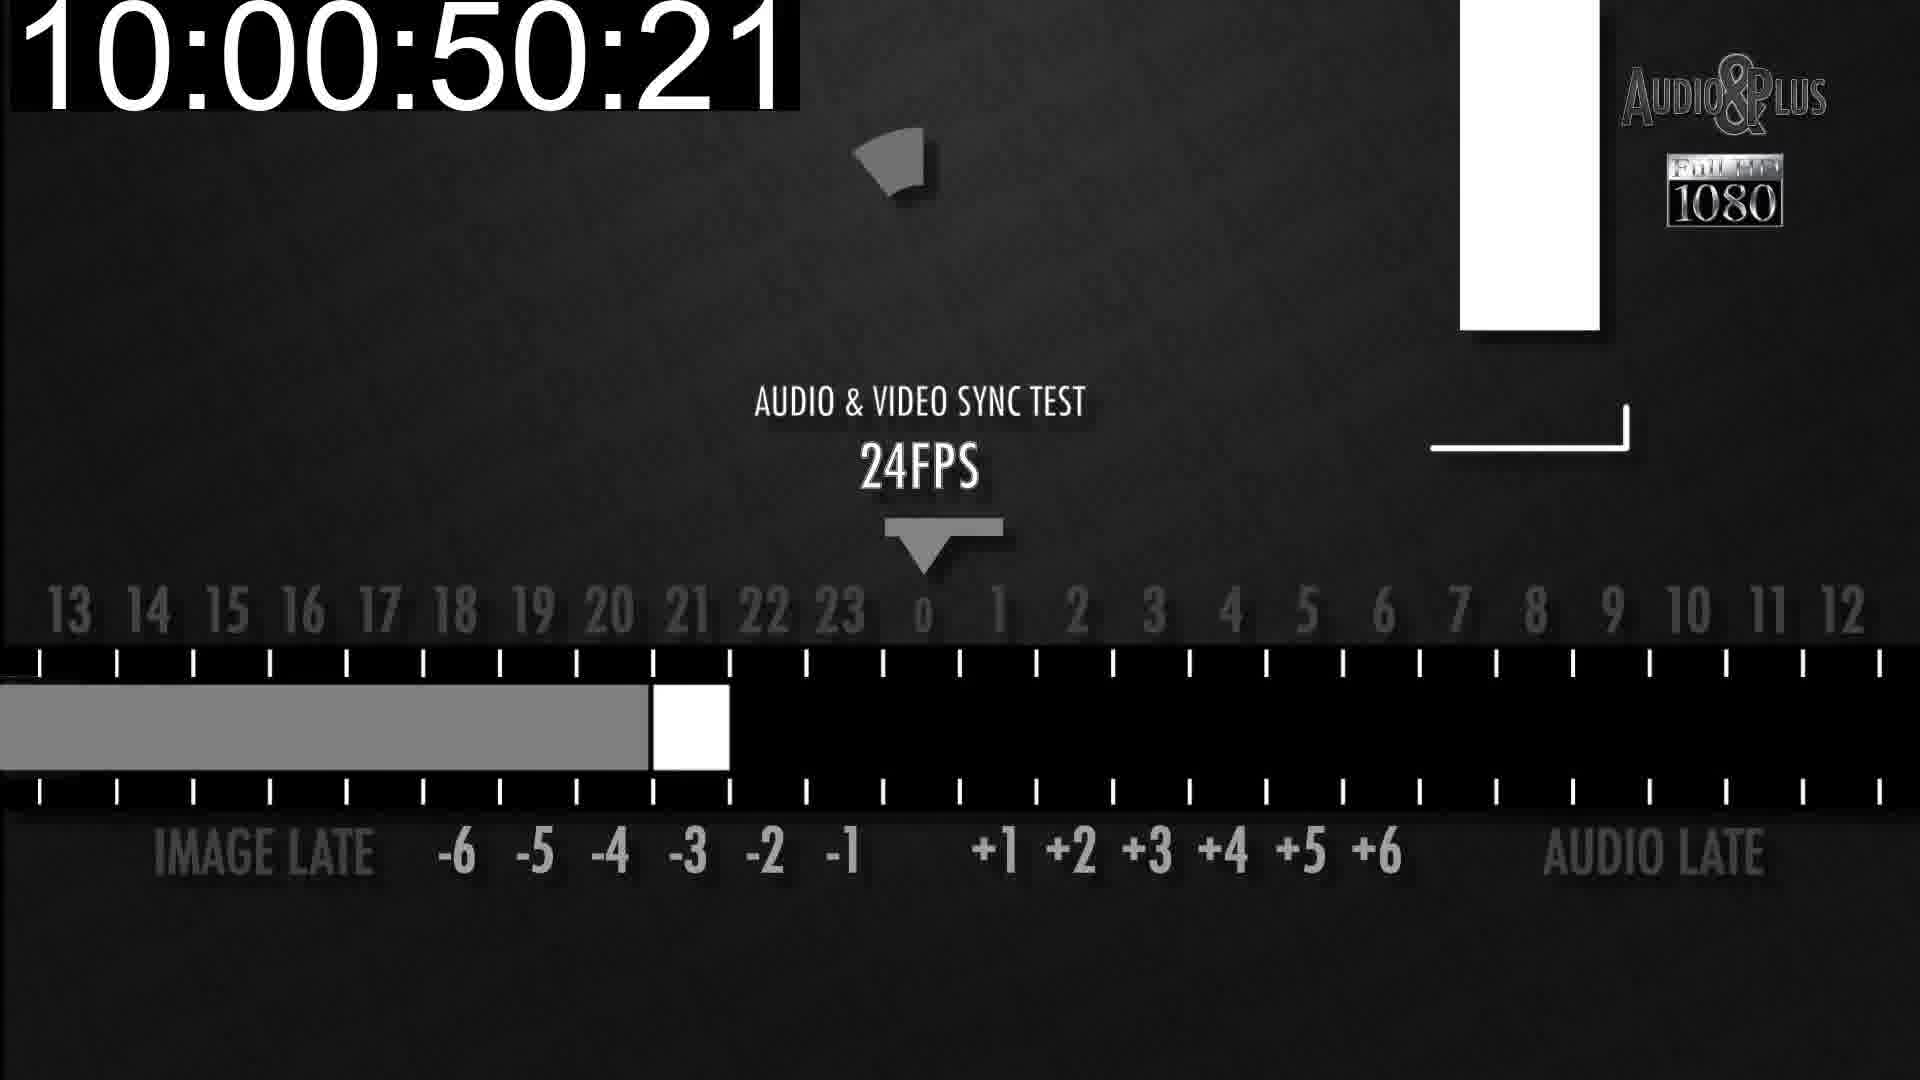 10:00:50:21
AUDIO & PLUS
Full HD
1080
AUDIO & VIDEO SYNC TEST
24FPS
13 14 15 16 17 18 19 20 21 22 23 0 1 2 3 4 5 6 7 8 9 10 11 12
IMAGE LATE -6 -5 -4 -3 -2 -1 +1 +2 +3 +4 +5 +6 AUDIO LATE